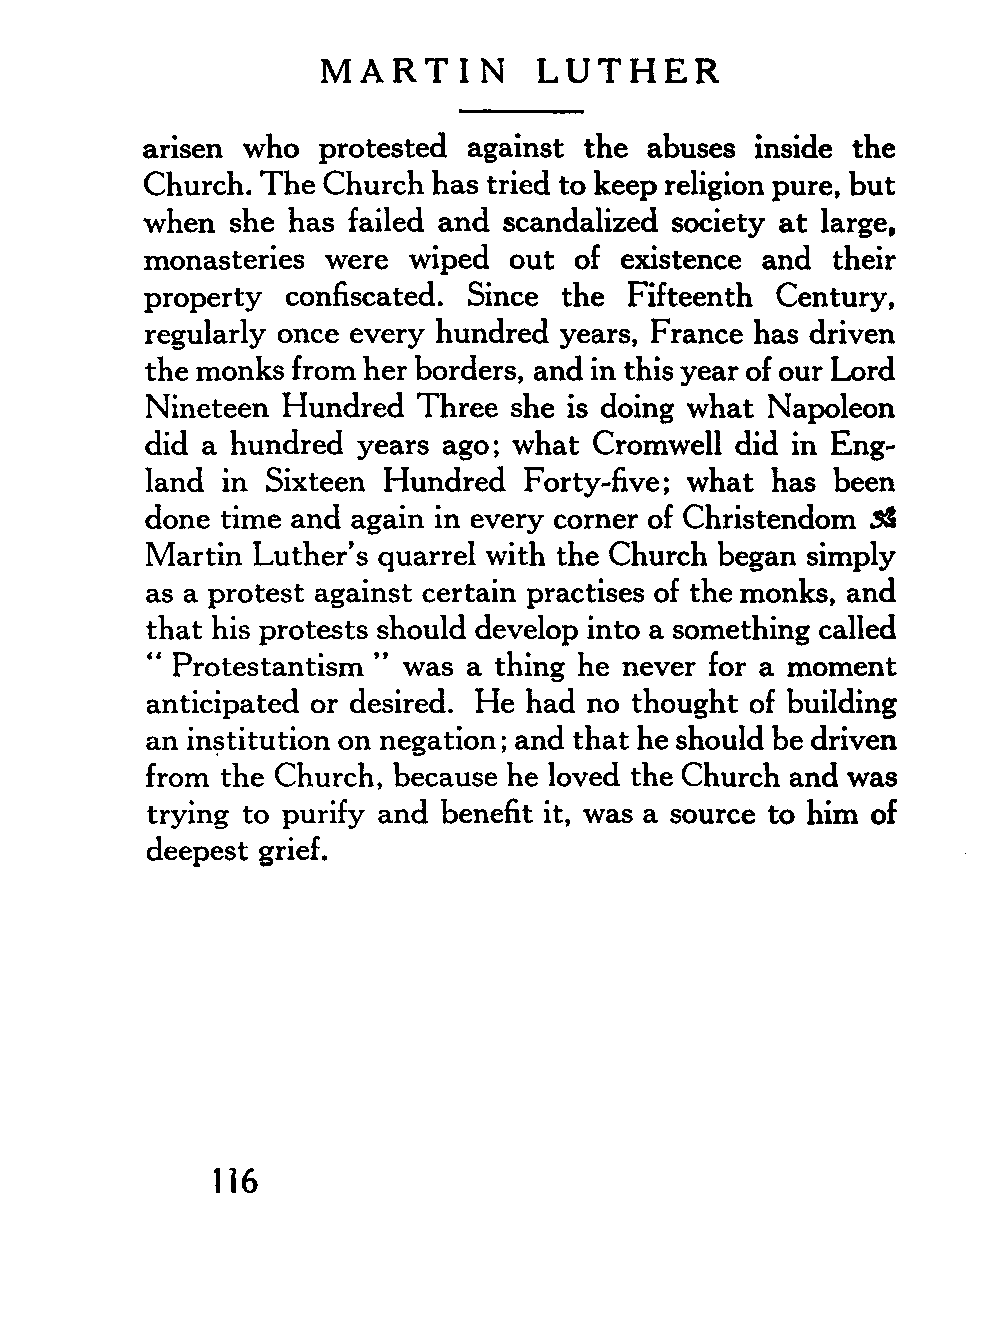 MARTIN LUTHER
arisen who protested against the abuses inside the
Church. The Church has tried to keep religion pure, but
when she has failed and scandalized society at large,
monasteries were wiped out of existence and their
property confiscated. Since the Fifteenth Century,
regularly once every hundred years, France has driven
the monks from her borders, and in this year of our Lord
Nineteen Hundred Three she is doing what Napoleon
did a hundred years ago; what Cromwell did in Eng-
land in Sixteen Hundred Forty-five; what has been
done time and again in every corner of Christendom
Martin Luther's quarrel with the Church began simply
as a protest against certain practises of the monks, and
that his protests should develop into a something called
“ Protestantism ” was a thing he never for a moment
anticipated or desired. He had no thought of building
an institution on negation; and that he should be driven
from the Church, because he loved the Church and was
trying to purify and benefit it, was a source to him of
deepest grief.
116